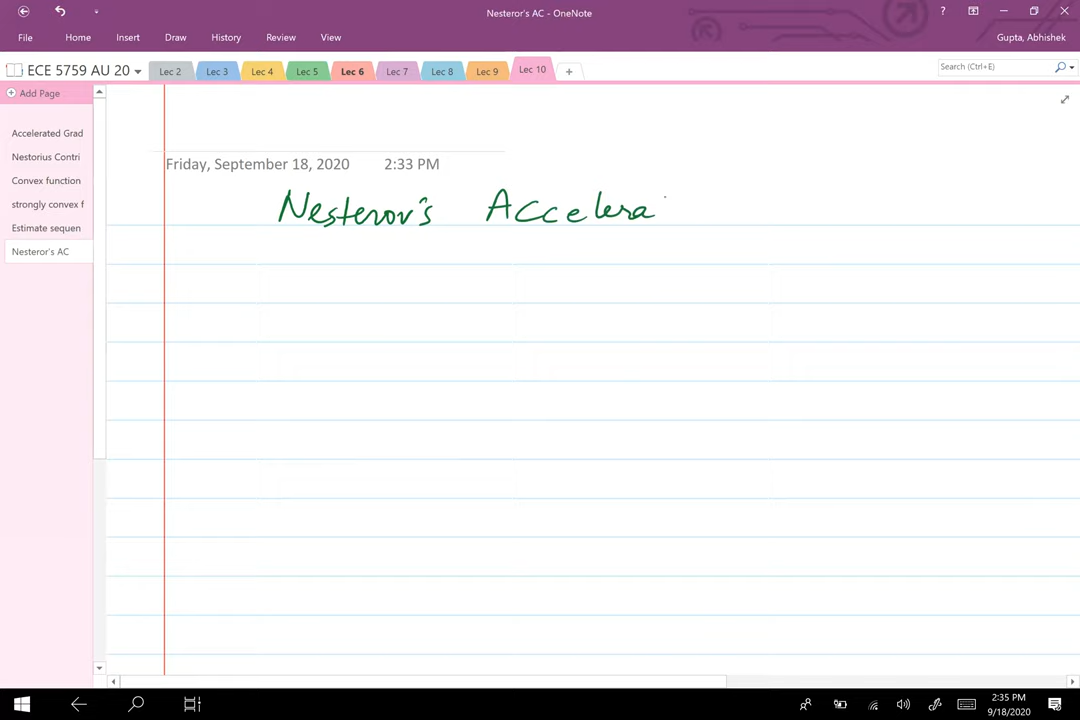 Nesteror's AC - OneNote
?
File Home Insert Draw History Review View
Gupta, Abhishek
ECE 5759 AU 20
Lec 2 Lec 3 Lec 4 Lec 5 Lec 6 Lec 7 Lec 8 Lec 9 Lec 10 +
Search (Ctrl+E)
Add Page
Accelerated Grad
Nestorius Contri
Convex function
strongly convex f
Estimate sequen
Nesteror's AC
Friday, September 18, 2020 2:33 PM
Nesteror's Accelera
2:35 PM
9/18/2020